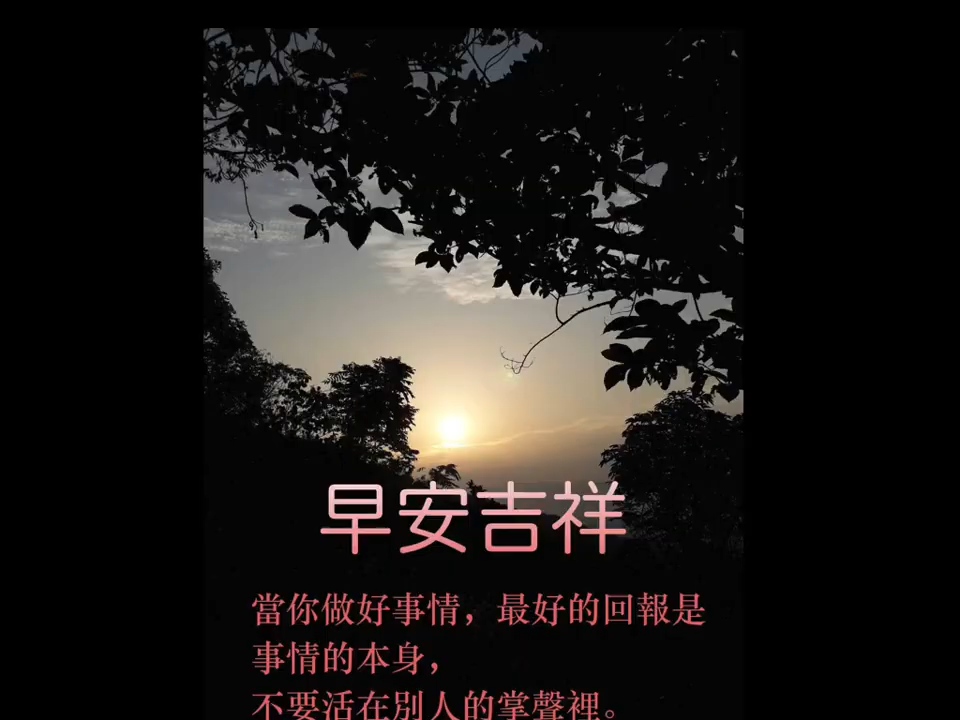 早安吉祥
當你做好事情，最好的回報是
事情的本身，
不要活在別人的掌聲裡。